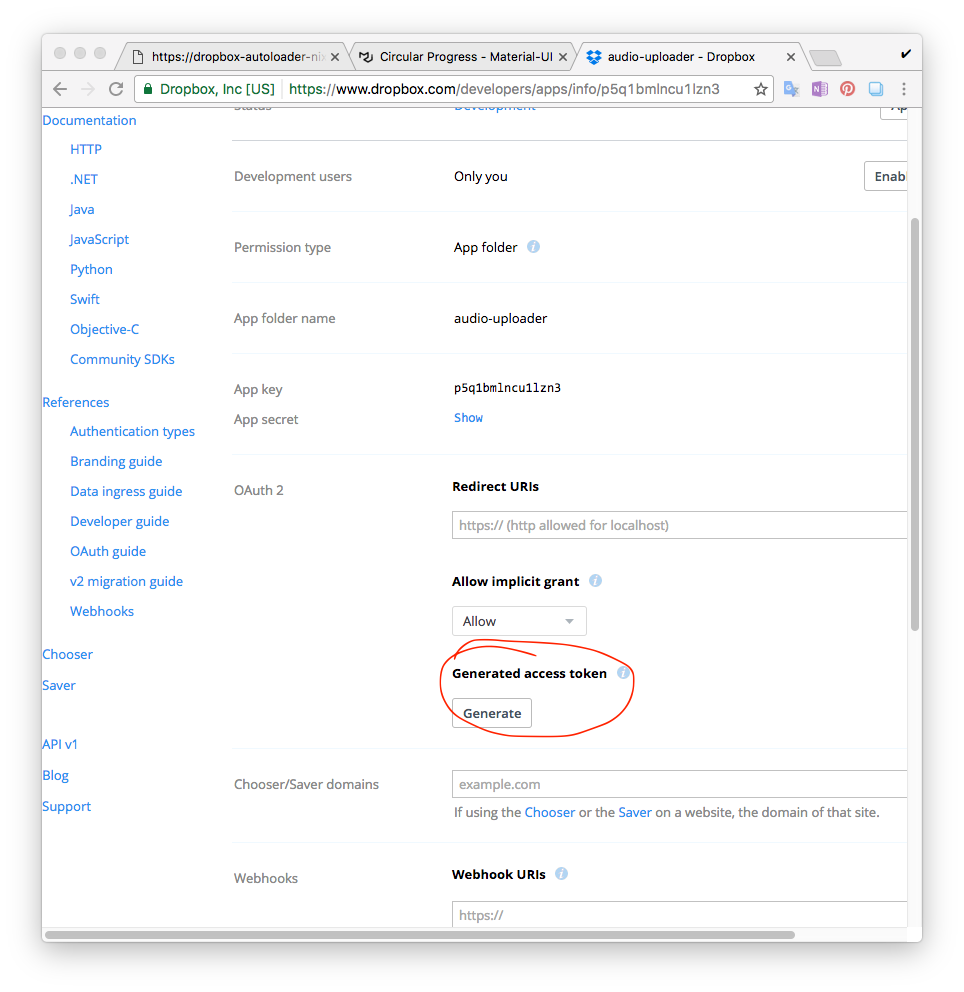 https://dropbox-autoloader-ni
Circular Progress - Material-UI
audio-uploader - Dropbox
Dropbox, Inc [US]
https://www.dropbox.com/developers/apps/info/p5q1bmlncu1lzn3
Status
Development
Ap
Documentation
HTTP
.NET
Java
JavaScript
Python
Swift
Objective-C
Community SDKs
References
Authentication types
Branding guide
Data ingress guide
Developer guide
OAuth guide
v2 migration guide
Webhooks
Chooser
Saver
API v1
Blog
Support
Development users
Only you
Enabl
Permission type
App folder
App folder name
audio-uploader
App key
p5q1bmlncu1lzn3
App secret
Show
OAuth 2
Redirect URIs
https:// (http allowed for localhost)
Allow implicit grant
Allow
Generated access token
Generate
Chooser/Saver domains
example.com
If using the Chooser or the Saver on a website, the domain of that site.
Webhooks
Webhook URIs
https://